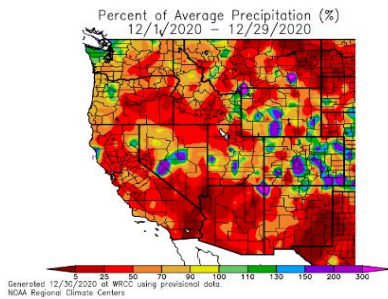 Percent of Average Precipitation (%)
12/1/2020 – 12/29/2020
5 25 50 70 90 100 110 130 150 200 300
Generated 12/30/2020 at WRCC using provisional data.
NOAA Regional Climate Centers